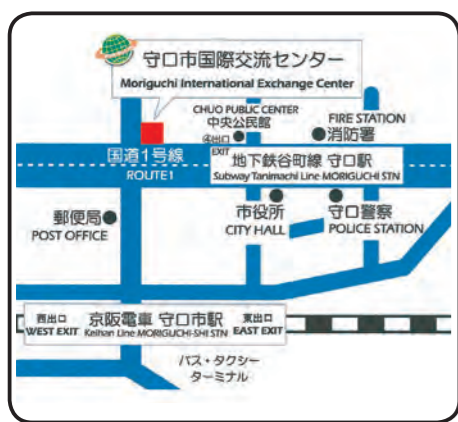 守口市国際交流センター
Moriguchi International Exchange Center
CHUO PUBLIC CENTER
中央公民館
FIRE STATION
消防署
④出口
EXIT
国道1号線
ROUTE1
地下鉄谷町線 守口駅
Subway Tanimachi Line MORIGUCHI STN
郵便局
POST OFFICE
市役所
CITY HALL
守口警察
POLICE STATION
西出口
WEST EXIT
京阪電車 守口市駅
Keihan Line MORIGUCHI-SHI STN
東出口
EAST EXIT
バス・タクシー
ターミナル